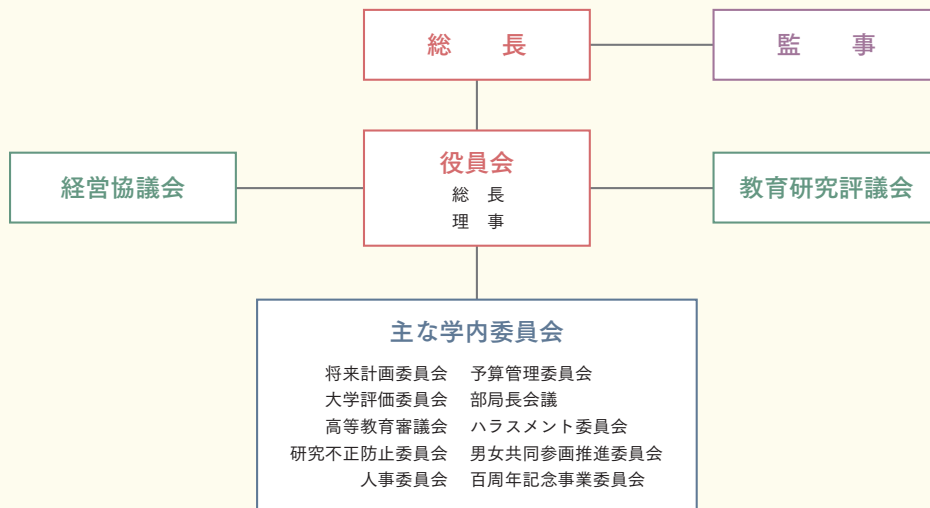 総　長
監　事
役員会
総　長
理　事
経営協議会
教育研究評議会
主な学内委員会
将来計画委員会　予算管理委員会
大学評価委員会　部局長会議
高等教育審議会　ハラスメント委員会
研究不正防止委員会　男女共同参画推進委員会
人事委員会　百周年記念事業委員会